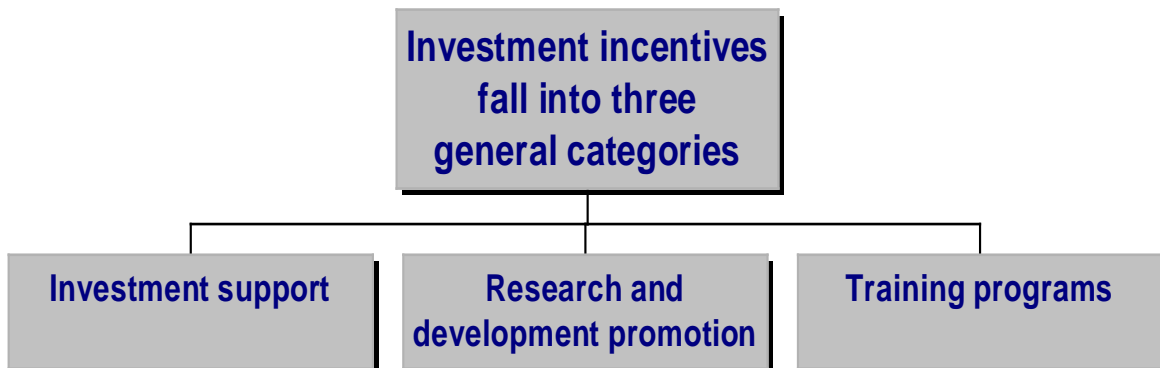 Investment incentives
fall into three
general categories
Investment support
Research and
development promotion
Training programs